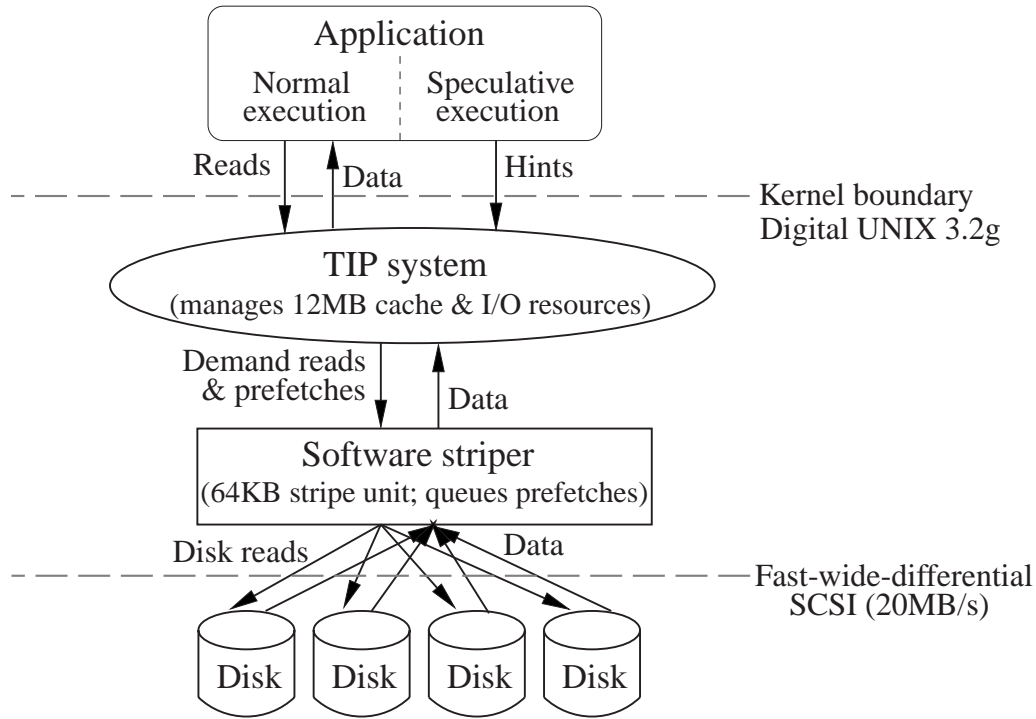 Application
Normal
execution
Speculative
execution
Reads
Data
Hints
Kernel boundary
Digital UNIX 3.2g
TIP system
(manages 12MB cache & I/O resources)
Demand reads
& prefetches
Data
Software striper
(64KB stripe unit; queues prefetches)
Disk reads
Data
Fast-wide-differential
SCSI (20MB/s)
Disk
Disk
Disk
Disk